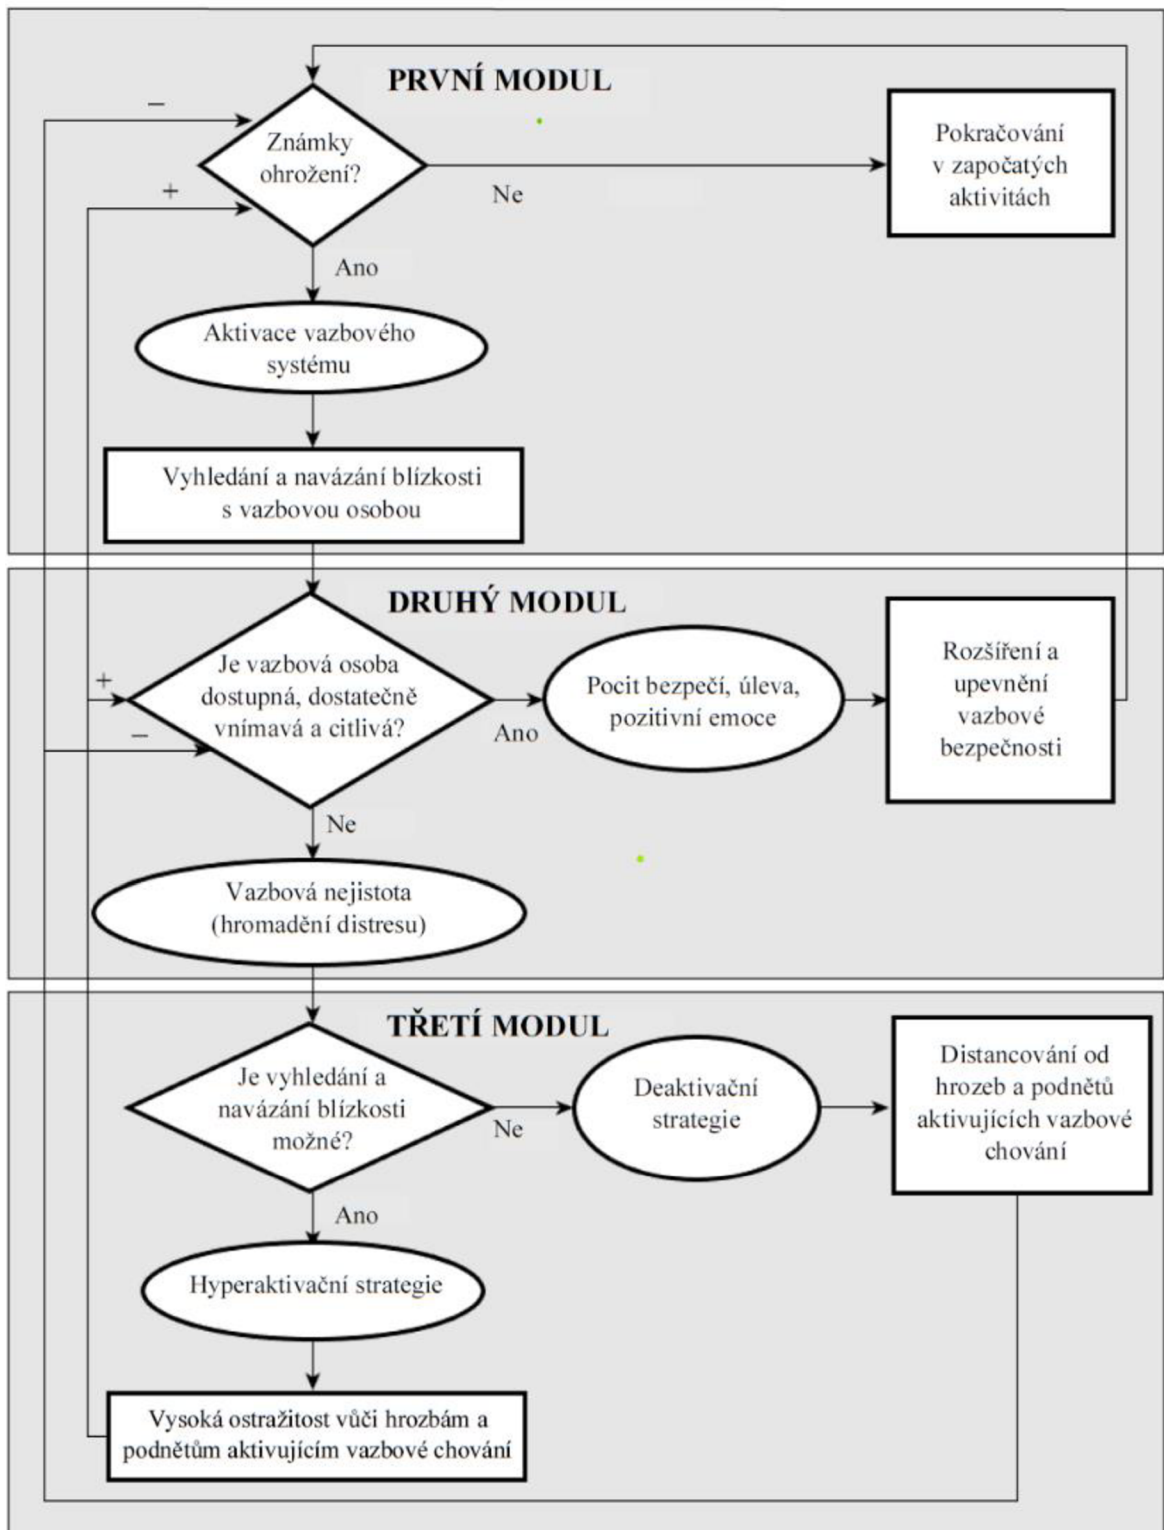 PRVNÍ MODUL
–
Známky
ohrožení?
+
Ne
Pokračování
v započatých
aktivitách
Ano
Aktivace vazbového
systému
Vyhledání a navázání blízkosti
s vazbovou osobou
DRUHÝ MODUL
+
Je vazbová osoba
dostupná, dostatečně
vnímavá a citlivá?
–
Ano
Pocit bezpečí, úleva,
pozitivní emoce
Rozšíření a
upevnění
vazbové
bezpečnosti
Ne
Vazbová nejistota
(hromadění distresu)
TŘETÍ MODUL
Je vyhledání a
navázání blízkosti
možné?
Ne
Deaktivační
strategie
Distancování od
hrozeb a podnětů
aktivujících vazbové
chování
Ano
Hyperaktivační strategie
Vysoká ostražitost vůči hrozbám a
podnětům aktivujícím vazbové chování